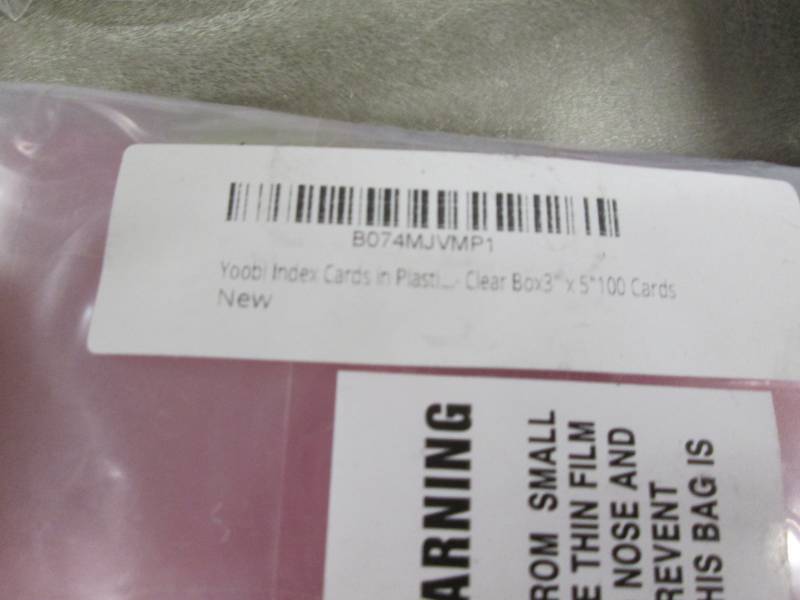 B074MJVMP1
Yoobi Index Cards in Plasti...- Clear Box3" x 5"100 Cards
New
ARNING
ROM SMALL
E THIN FILM
NOSE AND
REVENT
HIS BAG IS